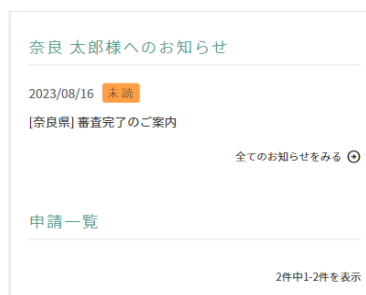 奈良 太郎様へのお知らせ
2023/08/16 未読
[奈良県] 審査完了のご案内
全てのお知らせをみる
申請一覧
2件中1-2件を表示